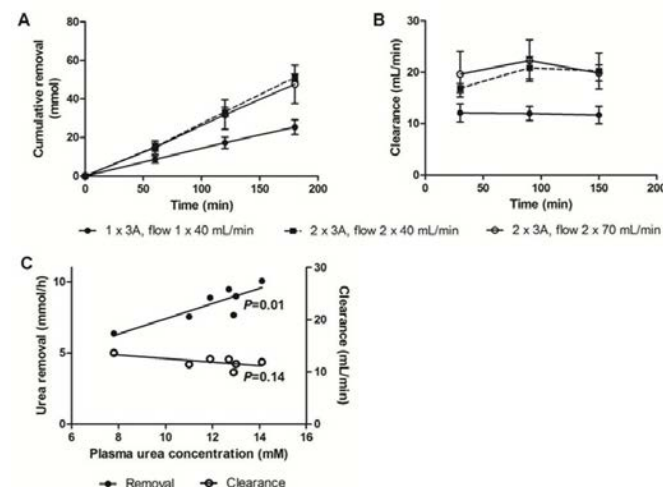 A
B
Cumulative removal
(mmol)
80
60
40
20
0
0
50
100
150
200
Time (min)
Clearance (mL/min)
30
20
10
0
0
50
100
150
200
Time (min)
1 x 3A, flow 1 x 40 mL/min
2 x 3A, flow 2 x 40 mL/min
2 x 3A, flow 2 x 70 mL/min
C
Urea removal (mmol/h)
10
5
0
P=0.01
P=0.14
30
20
10
0
Clearance (mL/min)
6
8
10
12
14
16
Plasma urea concentration (mM)
Removal
Clearance